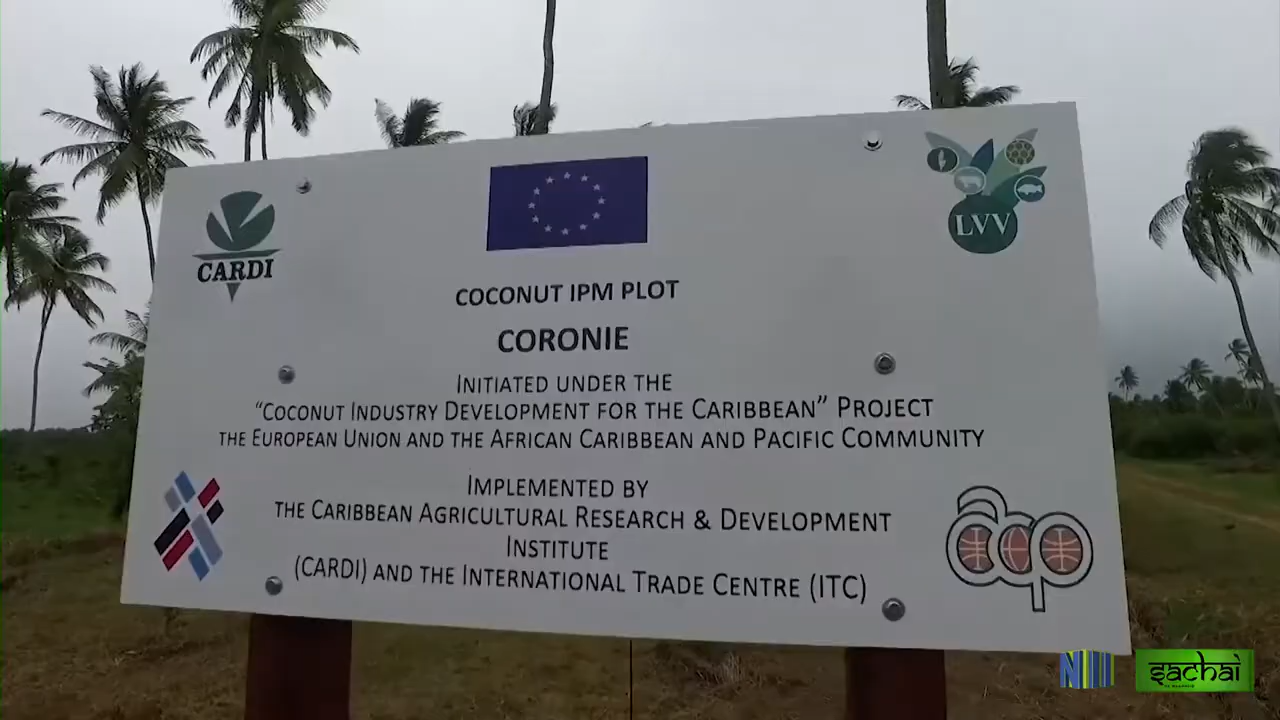 CARDI
LVV
COCONUT IPM PLOT
CORONIE
INITIATED UNDER THE
“COCONUT INDUSTRY DEVELOPMENT FOR THE CARIBBEAN” PROJECT
THE EUROPEAN UNION AND THE AFRICAN CARIBBEAN AND PACIFIC COMMUNITY
IMPLEMENTED BY
THE CARIBBEAN AGRICULTURAL RESEARCH & DEVELOPMENT
INSTITUTE
(CARDI) AND THE INTERNATIONAL TRADE CENTRE (ITC)
acp
NII
sachai